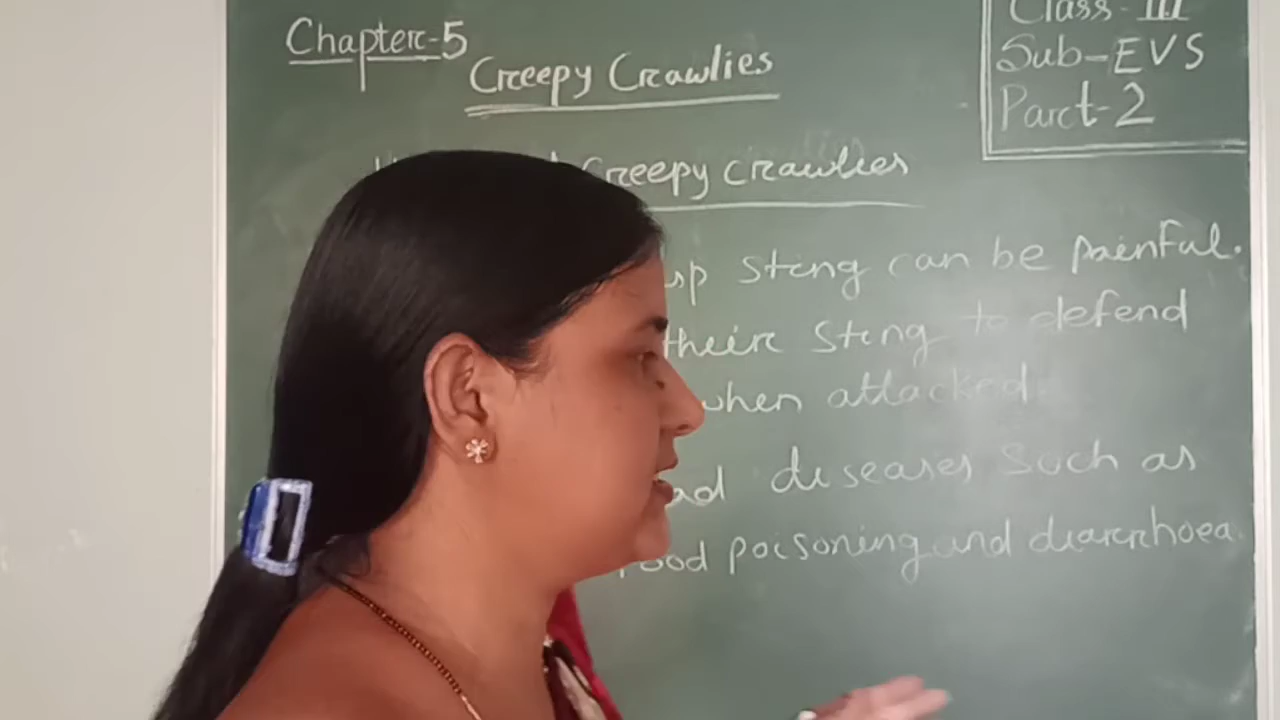 Chapter-5
Creepy Crawlies
Class-III
Sub-EVS
Part-2
Creepy crawlies
sting can be painful.
their sting to defend
when attacked
diseases such as
food poisoning and diarrhoea.